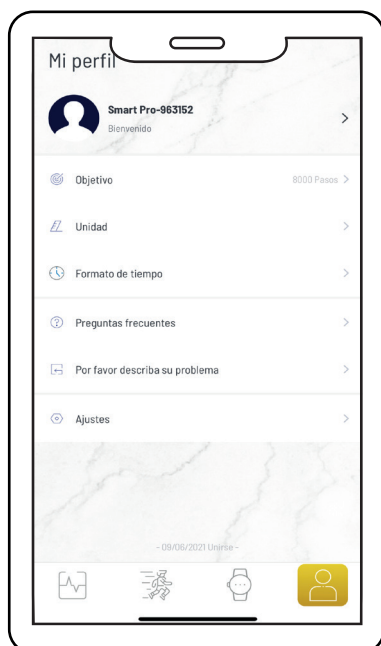 Mi perfil
Smart Pro-963152
Bienvenido
Objetivo 8000 Pasos
Unidad
Formato de tiempo
Preguntas frecuentes
Por favor describa su problema
Ajustes
- 09/06/2021 Unirse -